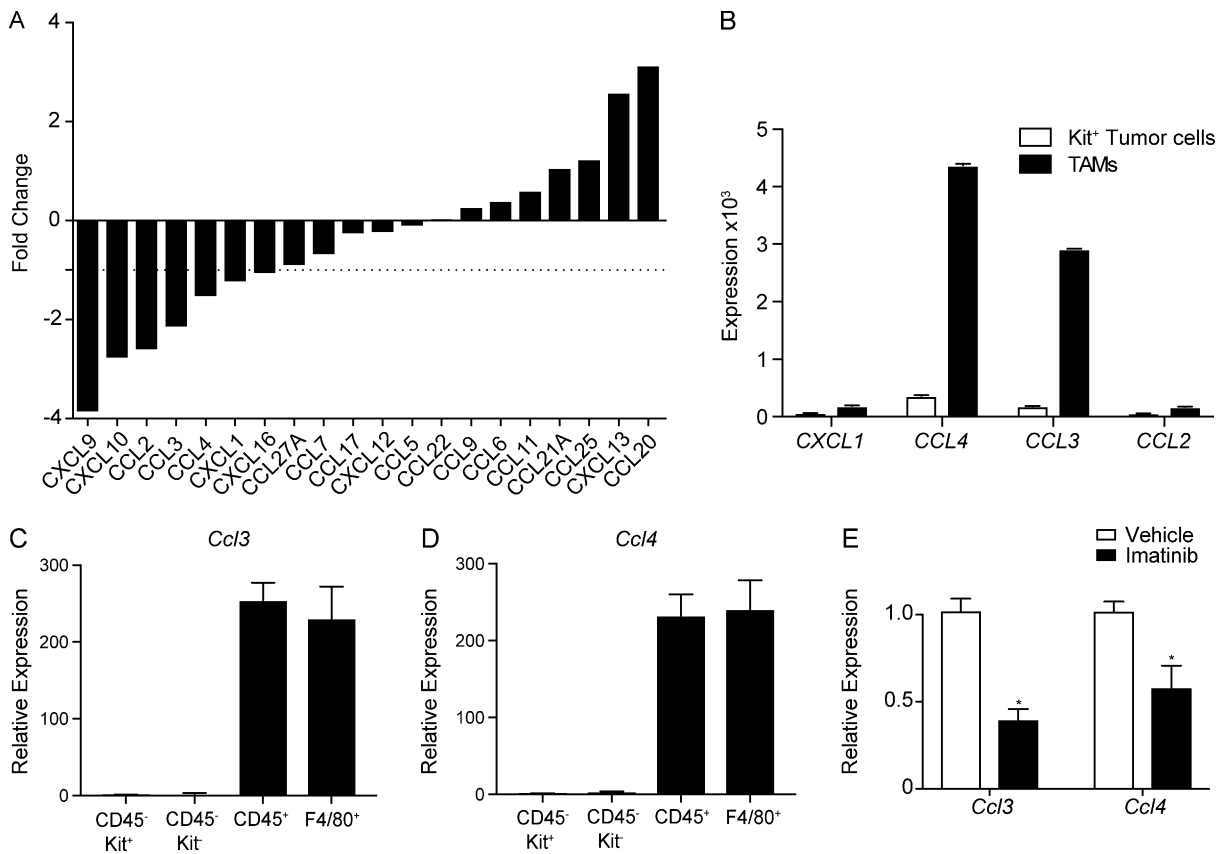 A
Fold Change
4
2
0
-2
-4
CXCL9
CXCL10
CCL2
CCL3
CCL4
CXCL1
CXCL16
CCL27A
CCL7
CCL17
CXCL12
CCL5
CCL22
CCL9
CCL6
CCL11
CCL21A
CCL25
CXCL13
CCL20
B
Expression x10³
5
4
3
2
1
0
Kit⁺ Tumor cells
TAMs
CXCL1
CCL4
CCL3
CCL2
C
Ccl3
Relative Expression
300
200
100
0
CD45⁻
Kit⁺
CD45⁻
Kit⁻
CD45⁺
F4/80⁺
D
Ccl4
Relative Expression
300
200
100
0
CD45⁻
Kit⁺
CD45⁻
Kit⁻
CD45⁺
F4/80⁺
E
Vehicle
Imatinib
Relative Expression
1.0
0.5
0
*
*
Ccl3
Ccl4